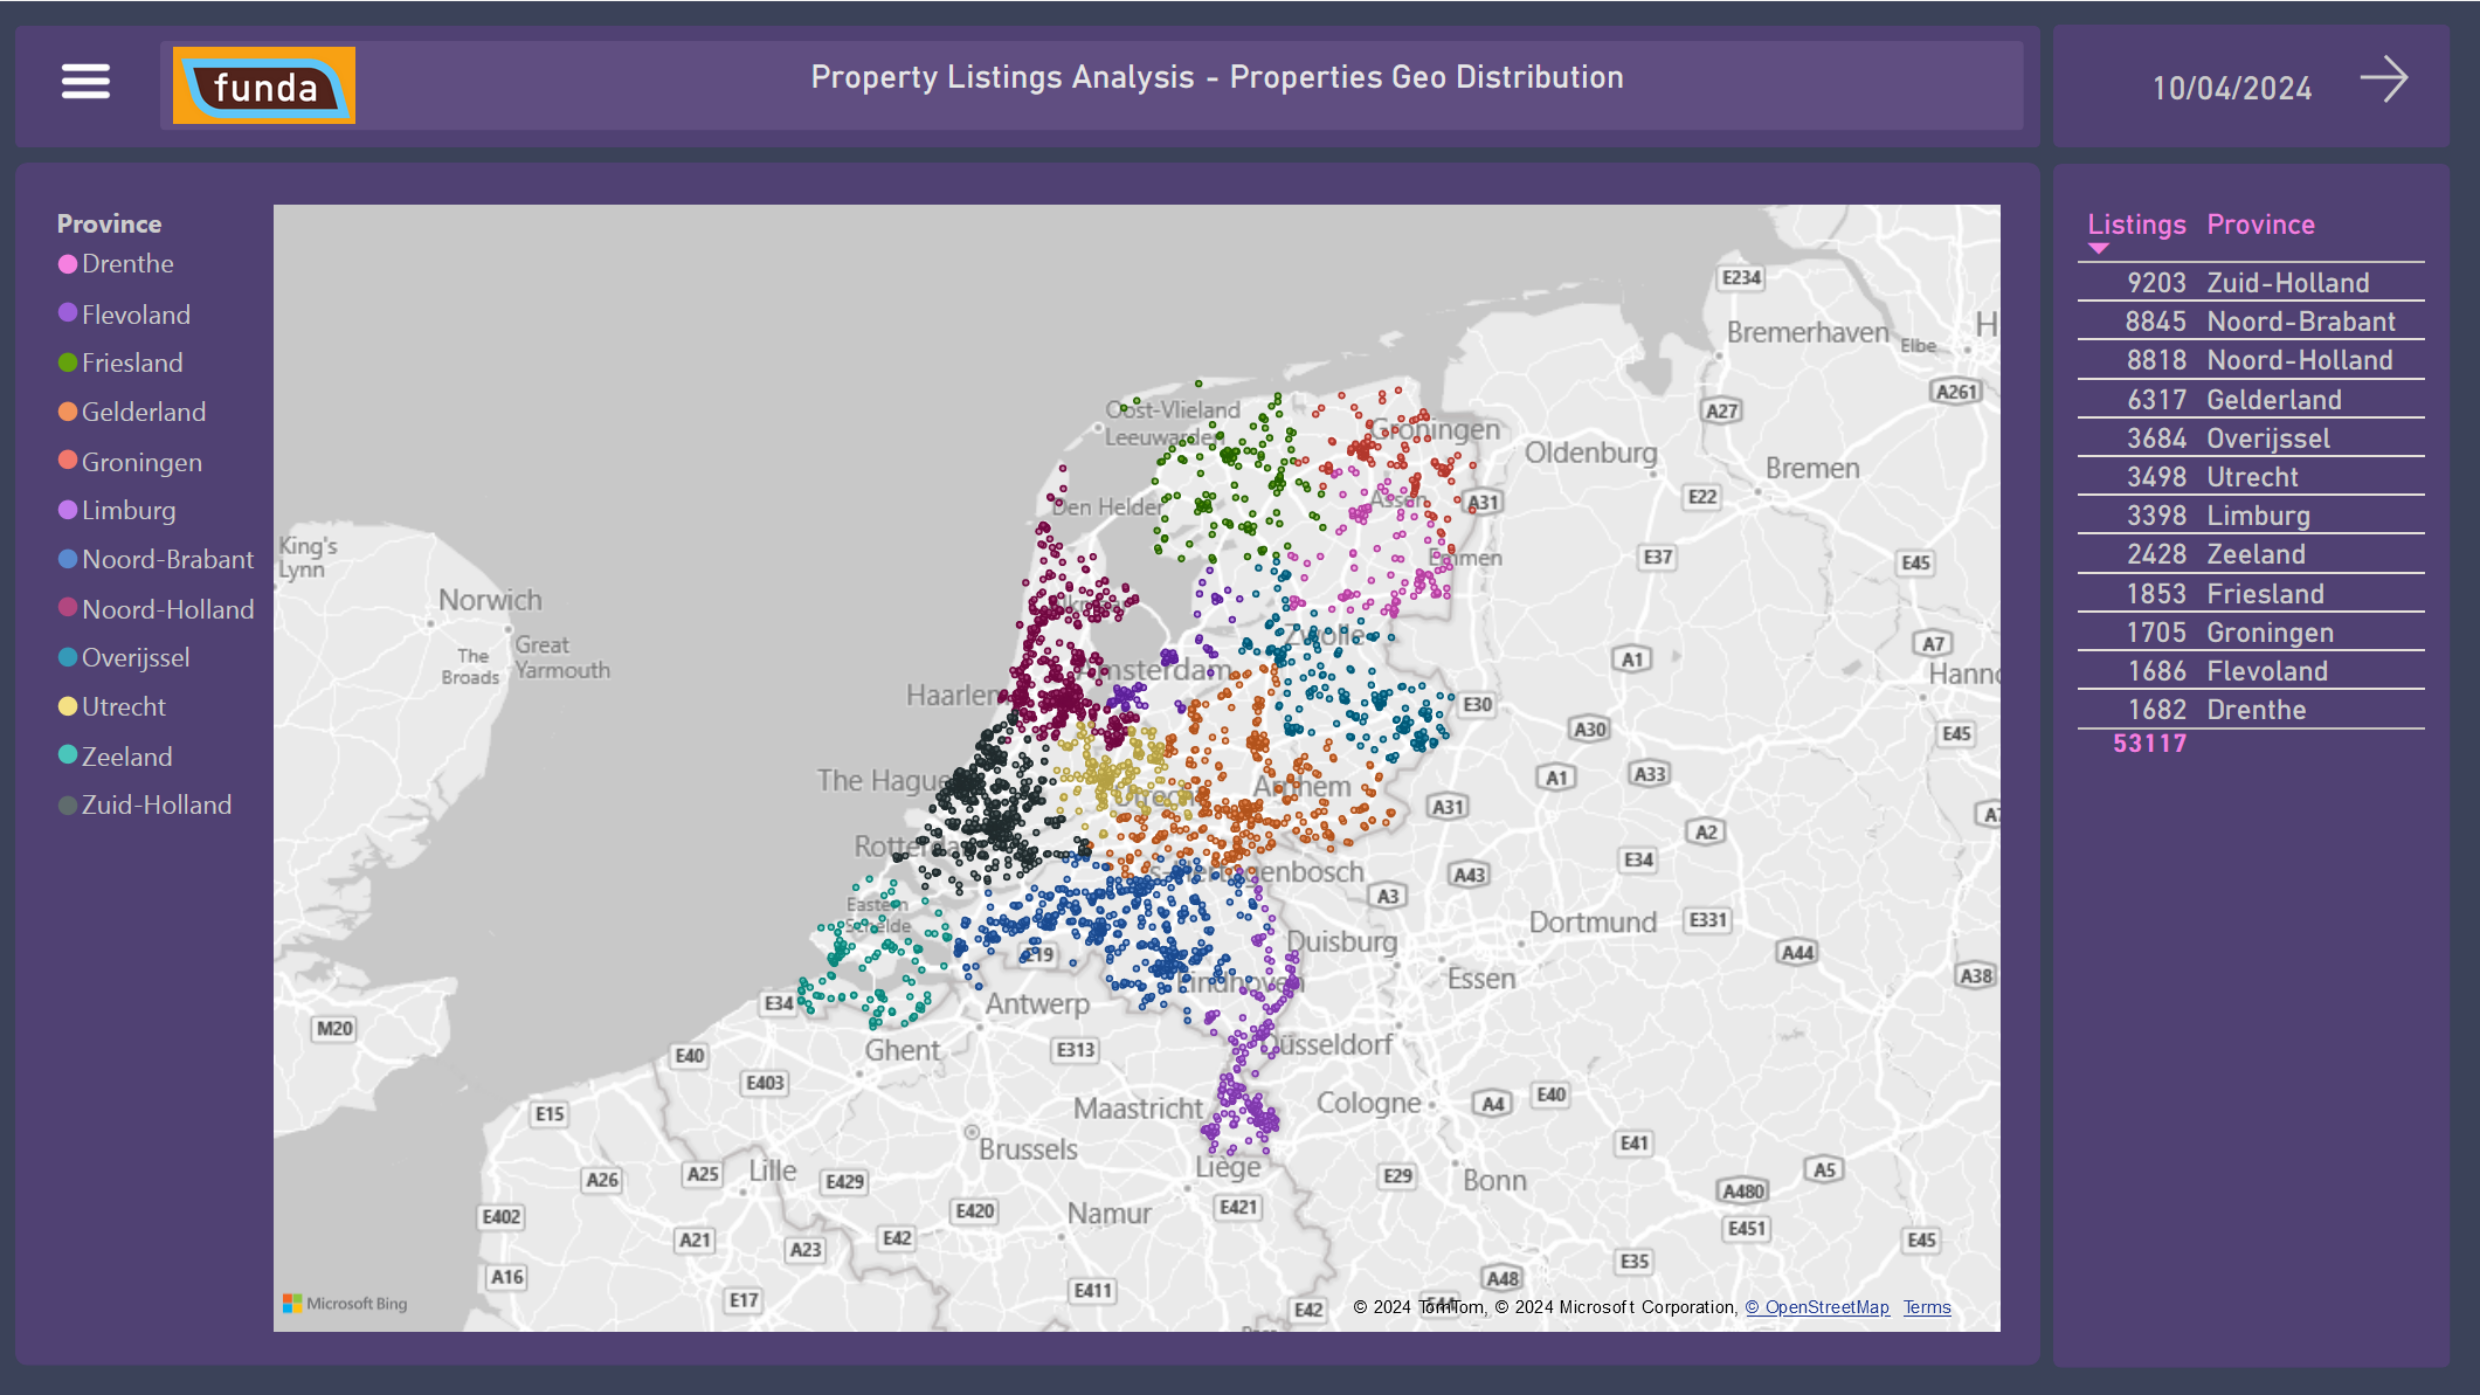 funda
Property Listings Analysis - Properties Geo Distribution
10/04/2024
Province
Drenthe
Flevoland
Friesland
Gelderland
Groningen
Limburg
Noord-Brabant
Noord-Holland
Overijssel
Utrecht
Zeeland
Zuid-Holland
E234
Bremerhaven
H
Elbe
A261
Oost-Vlieland
Leeuwarden
A27
Groningen
Oldenburg
Bremen
E22
Den Helder
Assen
A31
King's
Lynn
Emmen
E37
E45
Norwich
Great
Yarmouth
The
Broads
Zwolle
A7
A1
Amsterdam
Hanno
Haarlem
E30
A30
E45
The Hague
Utrecht
Arnhem
A1
A33
A31
A7
A2
Rotterdam
E34
enbosch
A43
A3
Eastern
Schelde
Dortmund
E331
Duisburg
A44
E19
Essen
A38
Eindhoven
E34
Antwerp
M20
Düsseldorf
Ghent
E313
E40
E403
E15
Maastricht
Cologne
A4
E40
Brussels
E41
Liège
A5
Lille
A25
A26
E429
E29
Bonn
A480
E402
E420
Namur
E421
E451
A21
A23
E42
E45
E35
A16
A48
E411
E17
E42
Microsoft Bing
© 2024 TomTom, © 2024 Microsoft Corporation, © OpenStreetMap Terms
Listings Province
9203 Zuid-Holland
8845 Noord-Brabant
8818 Noord-Holland
6317 Gelderland
3684 Overijssel
3498 Utrecht
3398 Limburg
2428 Zeeland
1853 Friesland
1705 Groningen
1686 Flevoland
1682 Drenthe
53117